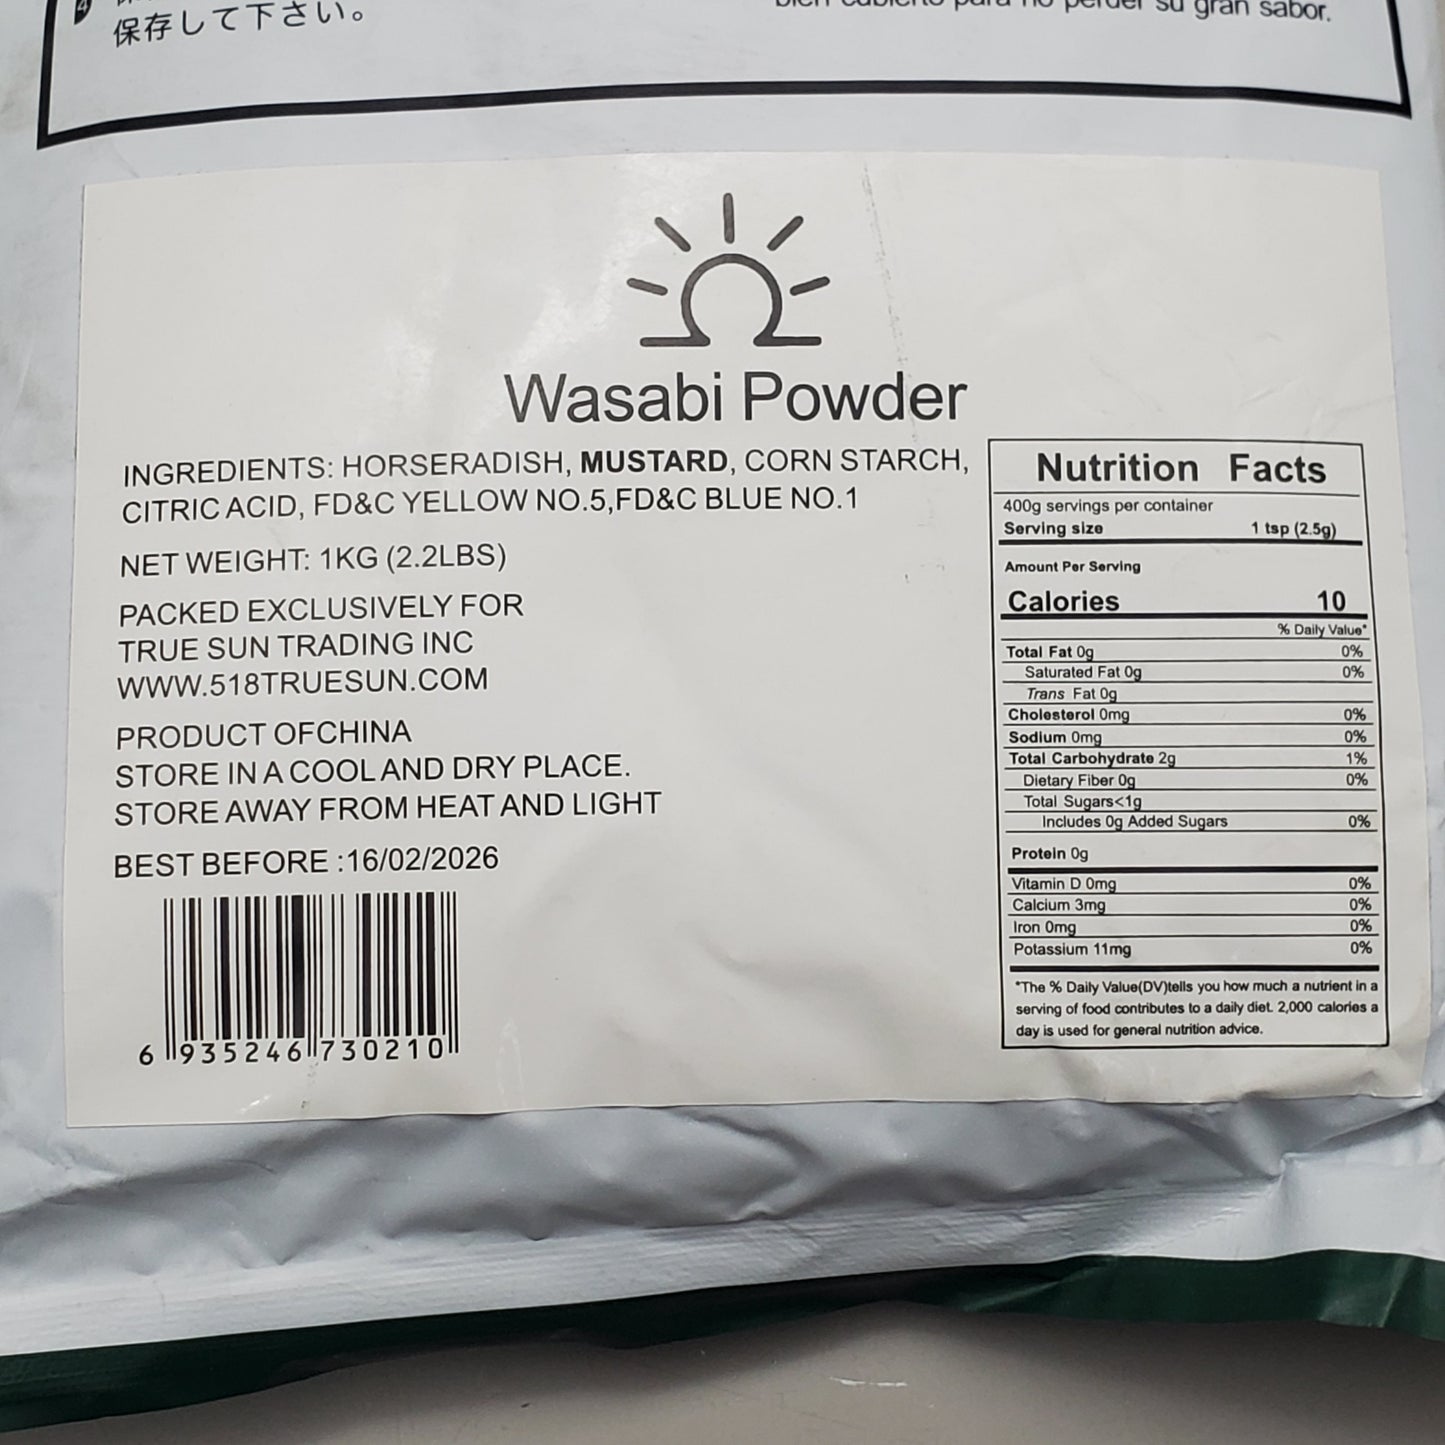 保存して下さい。
su gran sabor.
Wasabi Powder
INGREDIENTS: HORSERADISH, MUSTARD, CORN STARCH,
CITRIC ACID, FD&C YELLOW NO.5,FD&C BLUE NO.1
NET WEIGHT: 1KG (2.2LBS)
PACKED EXCLUSIVELY FOR
TRUE SUN TRADING INC
WWW.518TRUESUN.COM
PRODUCT OFCHINA
STORE IN A COOL AND DRY PLACE.
STORE AWAY FROM HEAT AND LIGHT
BEST BEFORE :16/02/2026
6 935246 730210
Nutrition Facts
400g servings per container
Serving size 1 tsp (2.5g)
Amount Per Serving
Calories 10
% Daily Value*
Total Fat 0g 0%
Saturated Fat 0g 0%
Trans Fat 0g
Cholesterol 0mg 0%
Sodium 0mg 0%
Total Carbohydrate 2g 1%
Dietary Fiber 0g 0%
Total Sugars<1g
Includes 0g Added Sugars 0%
Protein 0g
Vitamin D 0mg 0%
Calcium 3mg 0%
Iron 0mg 0%
Potassium 11mg 0%
*The % Daily Value(DV)tells you how much a nutrient in a
serving of food contributes to a daily diet. 2,000 calories a
day is used for general nutrition advice.